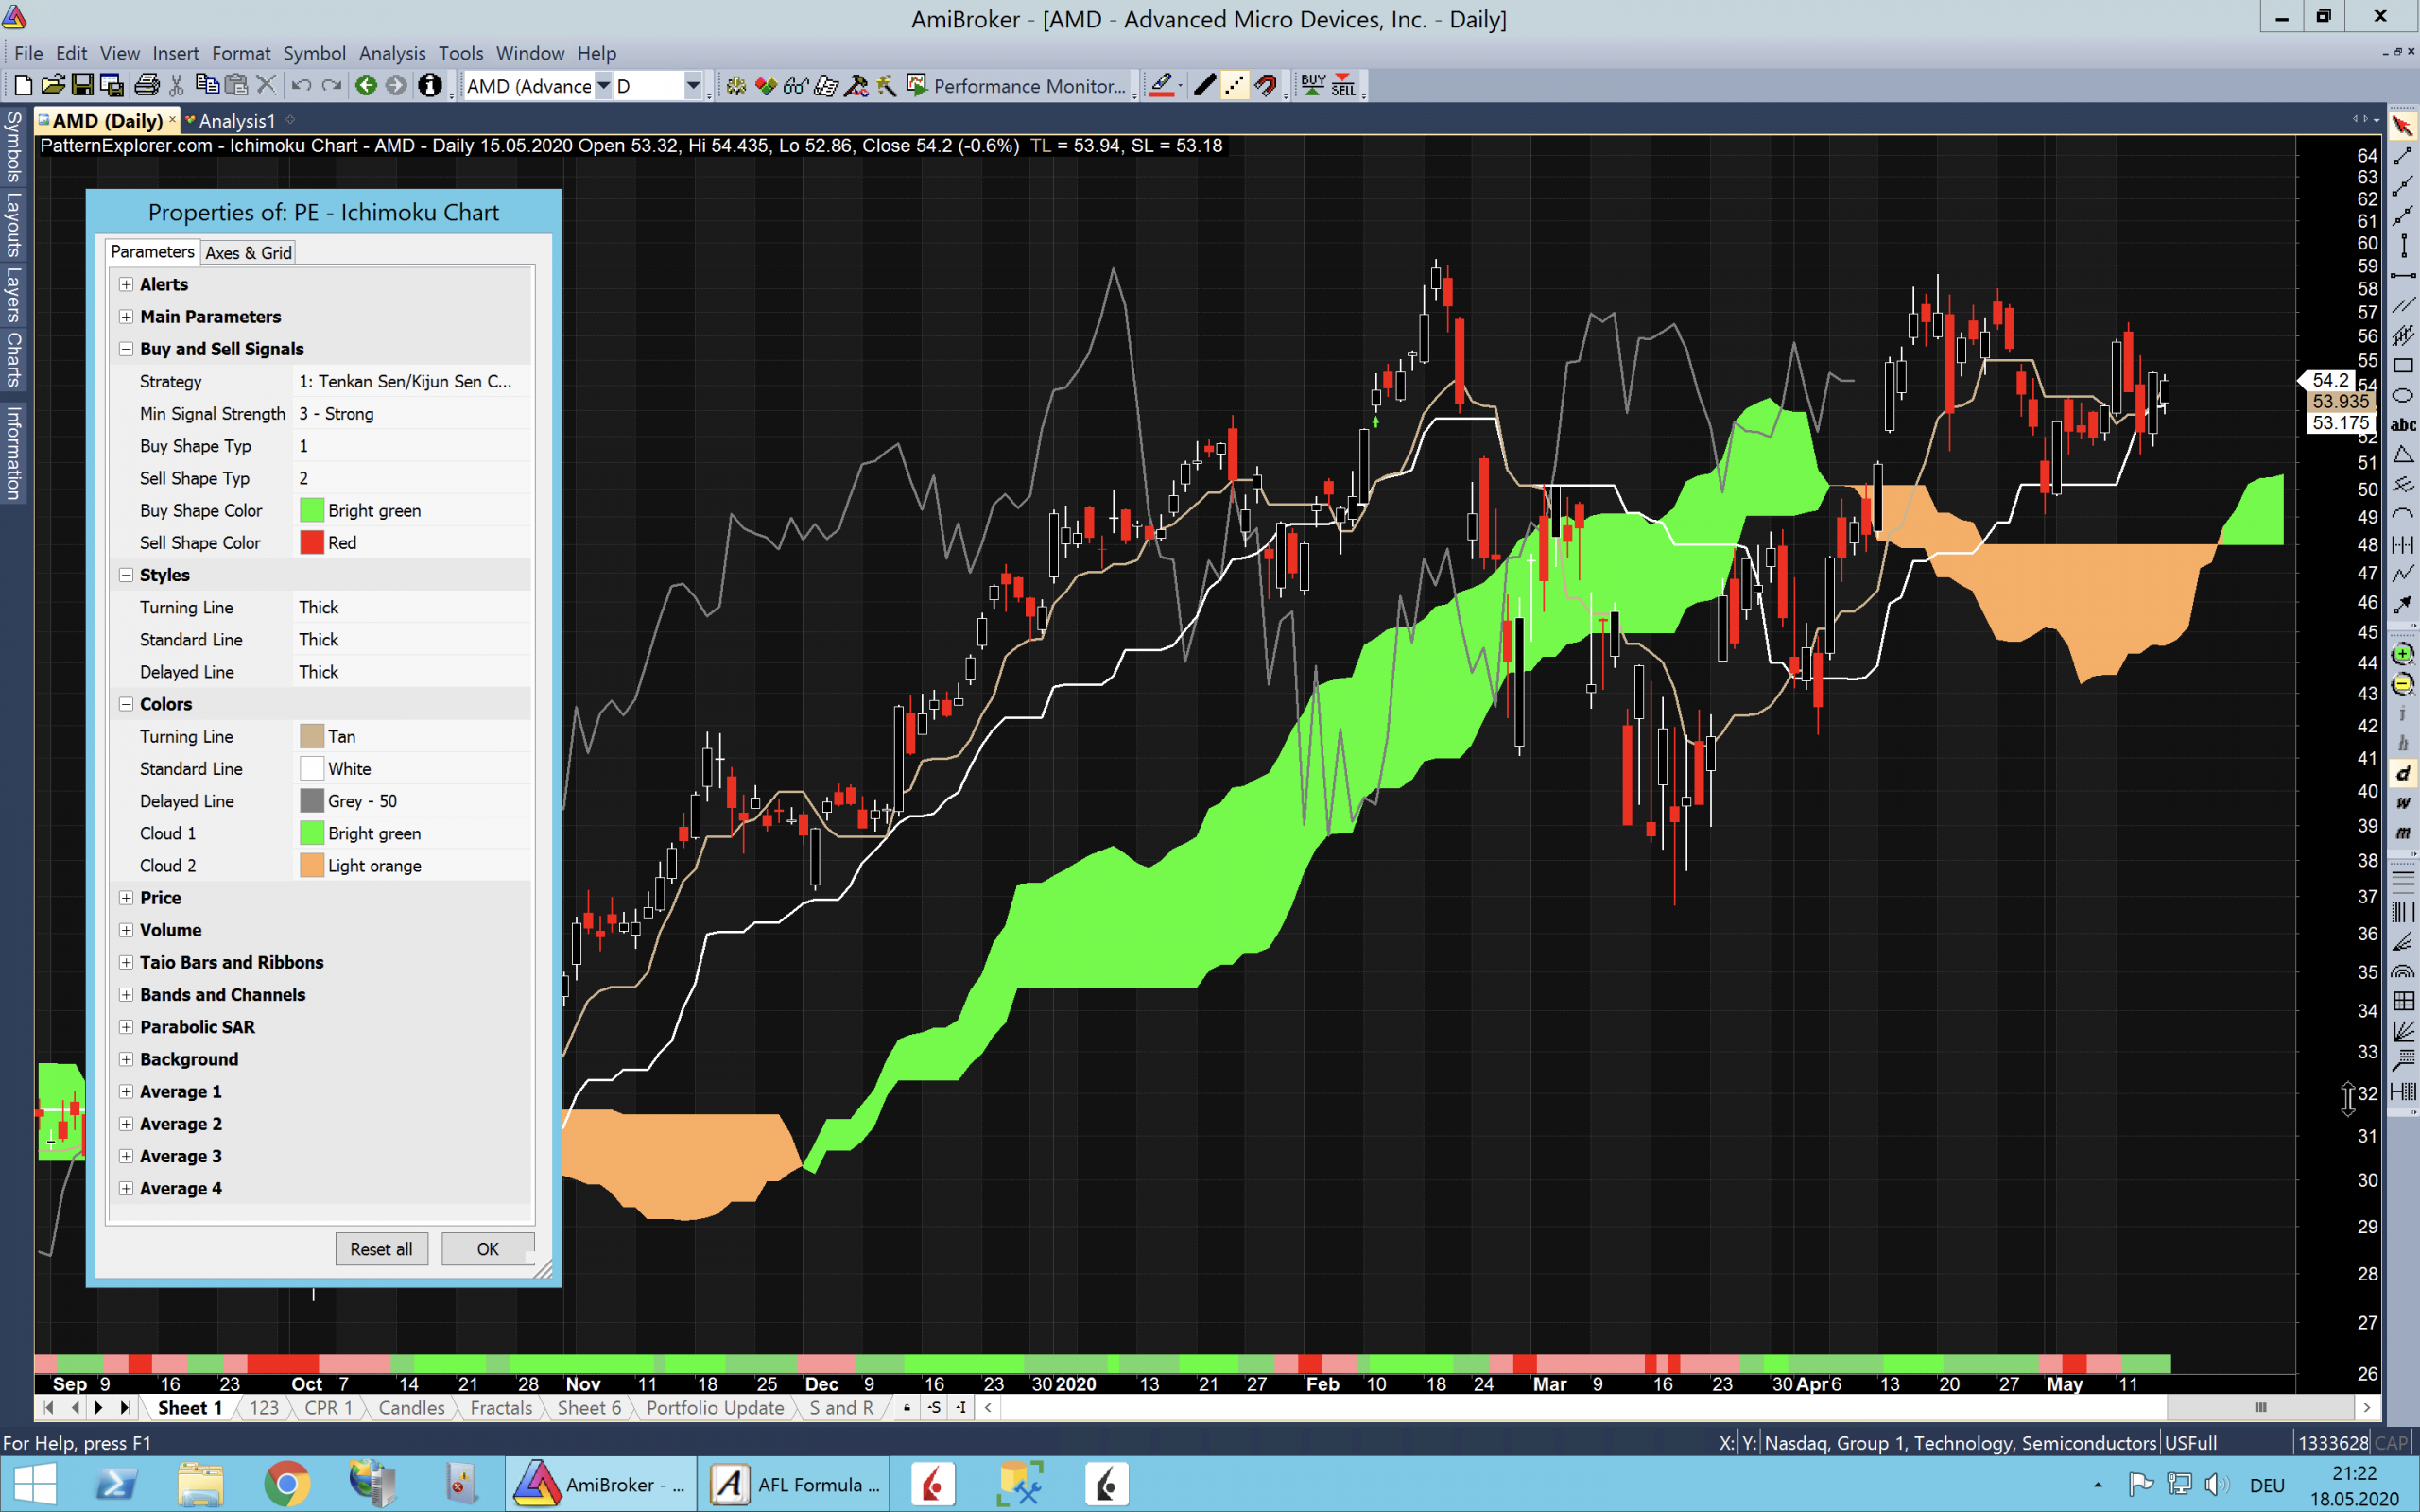 AmiBroker - [AMD - Advanced Micro Devices, Inc. - Daily]
File Edit View Insert Format Symbol Analysis Tools Window Help
AMD (Advance D Performance Monitor... BUY SELL
AMD (Daily) Analysis1
PatternExplorer.com - Ichimoku Chart - AMD - Daily 15.05.2020 Open 53.32, Hi 54.435, Lo 52.86, Close 54.2 (-0.6%) TL = 53.94, SL = 53.18
Symbols
Layouts
Layers
Charts
Information
Properties of: PE - Ichimoku Chart
Parameters Axes & Grid
Alerts
Main Parameters
Buy and Sell Signals
Strategy 1: Tenkan Sen/Kijun Sen C...
Min Signal Strength 3 - Strong
Buy Shape Typ 1
Sell Shape Typ 2
Buy Shape Color Bright green
Sell Shape Color Red
Styles
Turning Line Thick
Standard Line Thick
Delayed Line Thick
Colors
Turning Line Tan
Standard Line White
Delayed Line Grey - 50
Cloud 1 Bright green
Cloud 2 Light orange
Price
Volume
Taio Bars and Ribbons
Bands and Channels
Parabolic SAR
Background
Average 1
Average 2
Average 3
Average 4
Reset all OK
64
63
62
61
60
59
58
57
56
55
54.2 54
53.935
53.175
52
51
50
49
48
47
46
45
44
43
42
41
40
39
38
37
36
35
34
33
32
31
30
29
28
27
26
abc
i
h
d
w
m
Sep 9 16 23 Oct 7 14 21 28 Nov 11 18 25 Dec 9 16 23 30 2020 13 21 27 Feb 10 18 24 Mar 9 16 23 30 Apr 6 13 20 27 May 11
Sheet 1 123 CPR 1 Candles Fractals Sheet 6 Portfolio Update S and R -S -I
For Help, press F1 X: Y: Nasdaq, Group 1, Technology, Semiconductors USFull 1333628 CAP
AmiBroker - ... AFL Formula ... DEU 21:22
18.05.2020